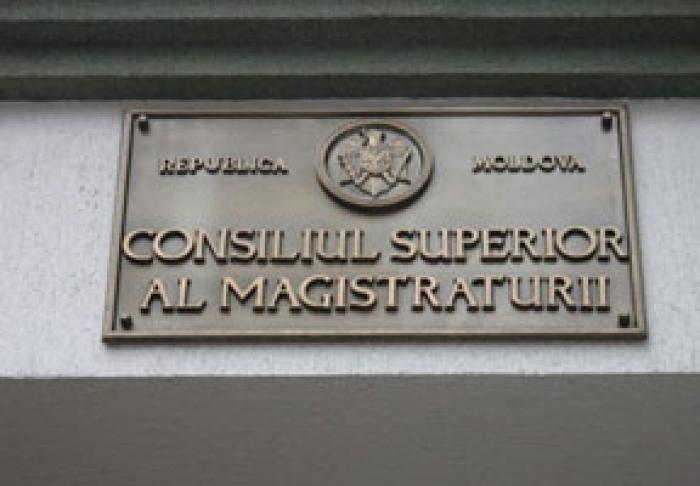 REPUBLICA MOLDOVA
CONSILIUL SUPERIOR
AL MAGISTRATURII